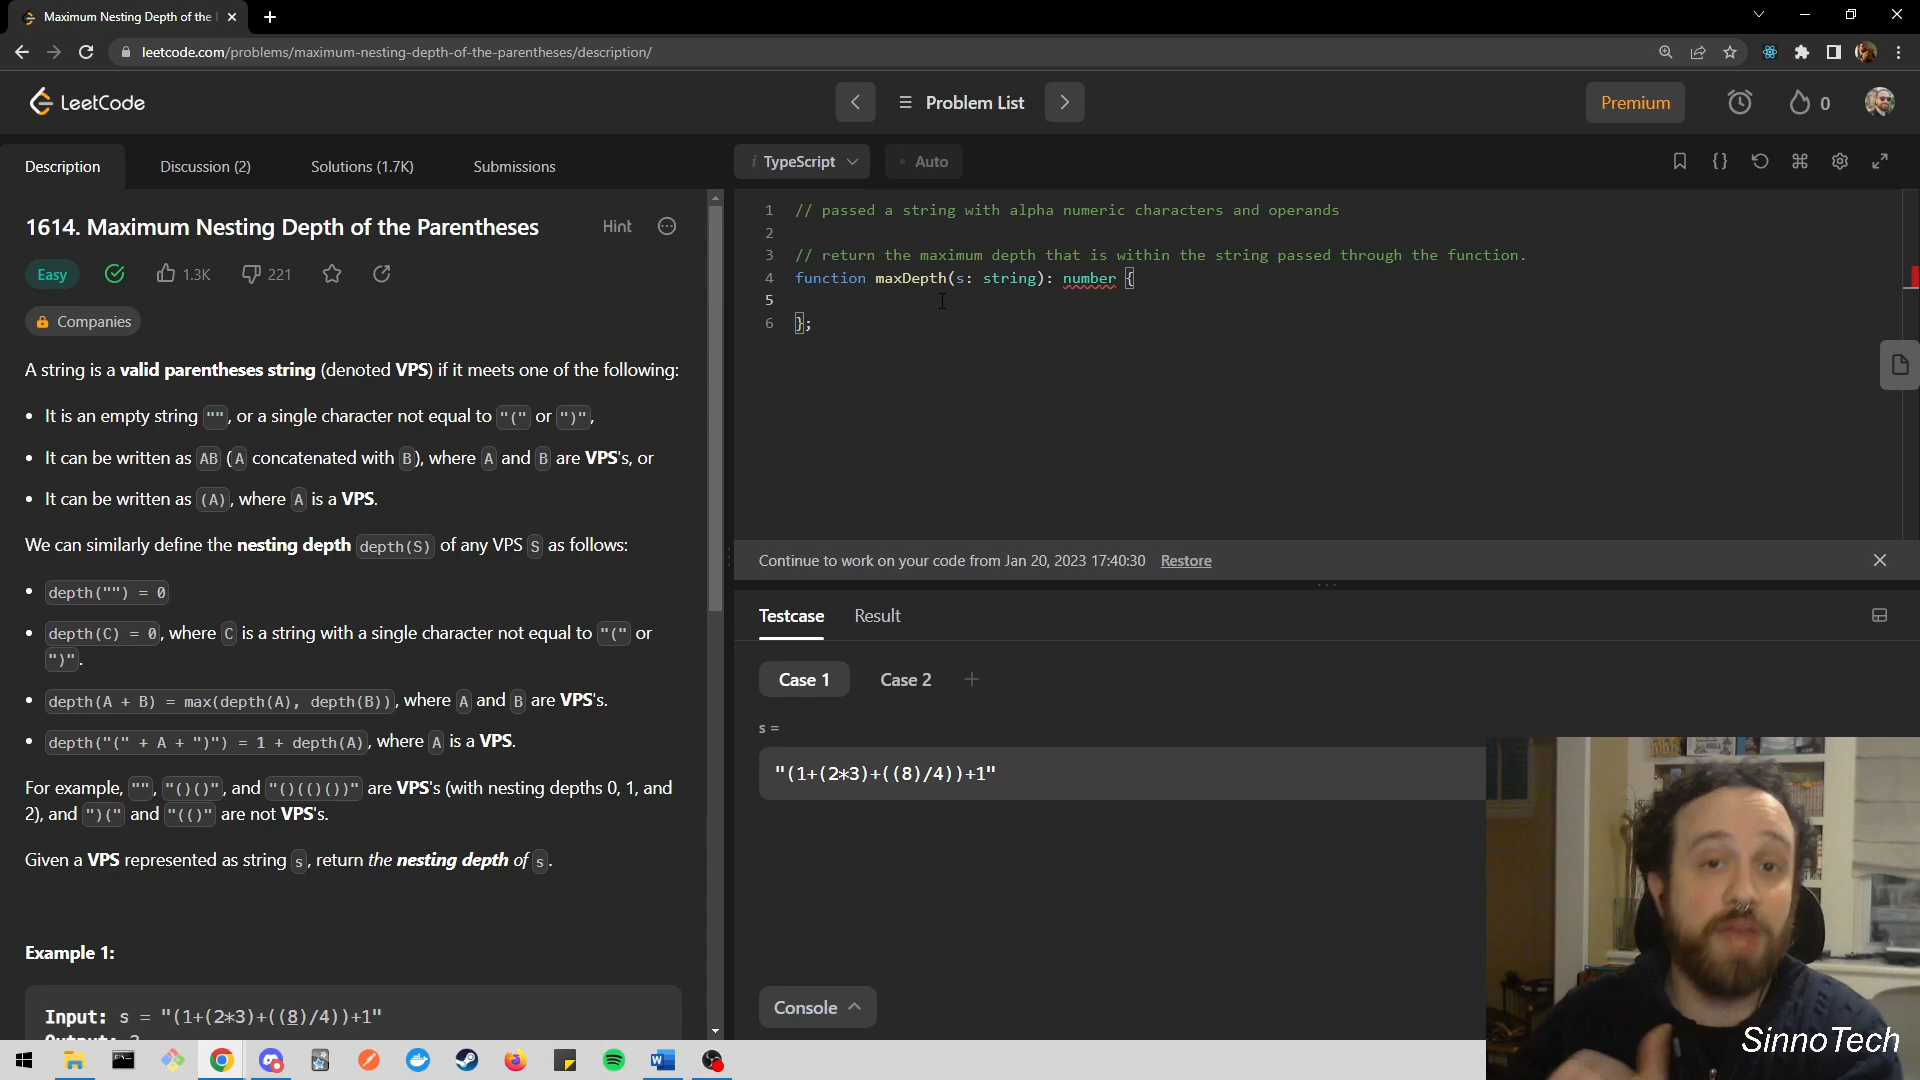 Maximum Nesting Depth of the
leetcode.com/problems/maximum-nesting-depth-of-the-parentheses/description/
LeetCode
Problem List
Premium
0
Description
Discussion (2)
Solutions (1.7K)
Submissions
i TypeScript
Auto
1614. Maximum Nesting Depth of the Parentheses
Hint
Easy
1.3K
221
Companies
A string is a valid parentheses string (denoted VPS) if it meets one of the following:
• It is an empty string "", or a single character not equal to "(" or ")",
• It can be written as AB (A concatenated with B), where A and B are VPS's, or
• It can be written as (A), where A is a VPS.
We can similarly define the nesting depth depth(S) of any VPS S as follows:
• depth("") = 0
• depth(C) = 0, where C is a string with a single character not equal to "(" or
")".
• depth(A + B) = max(depth(A), depth(B)), where A and B are VPS's.
• depth("(" + A + ")") = 1 + depth(A), where A is a VPS.
For example, "", "()()", and "()(()())" are VPS's (with nesting depths 0, 1, and
2), and ")(" and "(()" are not VPS's.
Given a VPS represented as string s, return the nesting depth of s.
Example 1:
Input: s = "(1+(2*3)+((8)/4))+1"
1 // passed a string with alpha numeric characters and operands
2
3 // return the maximum depth that is within the string passed through the function.
4 function maxDepth(s: string): number {
5
6 };
Continue to work on your code from Jan 20, 2023 17:40:30 Restore
Testcase
Result
Case 1
Case 2
s =
"(1+(2*3)+((8)/4))+1"
Console
SinnoTech